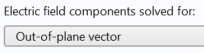 Electric field components solved for:
Out-of-plane vector